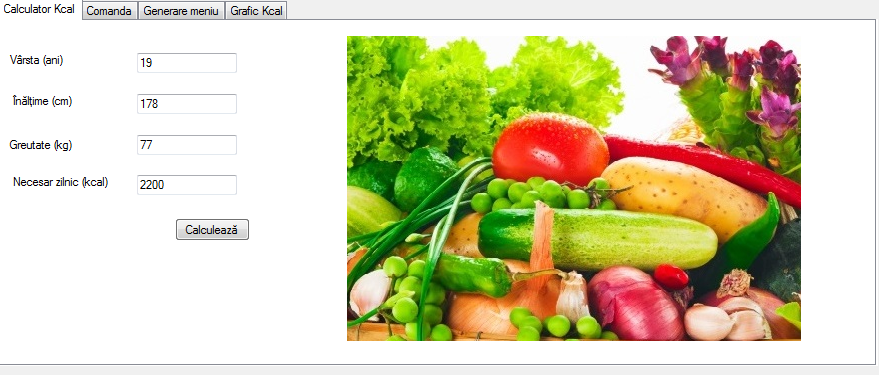 Calculator Kcal Comanda Generare meniu Grafic Kcal
Vârsta (ani) 19
Înălțime (cm) 178
Greutate (kg) 77
Necesar zilnic (kcal) 2200
Calculează